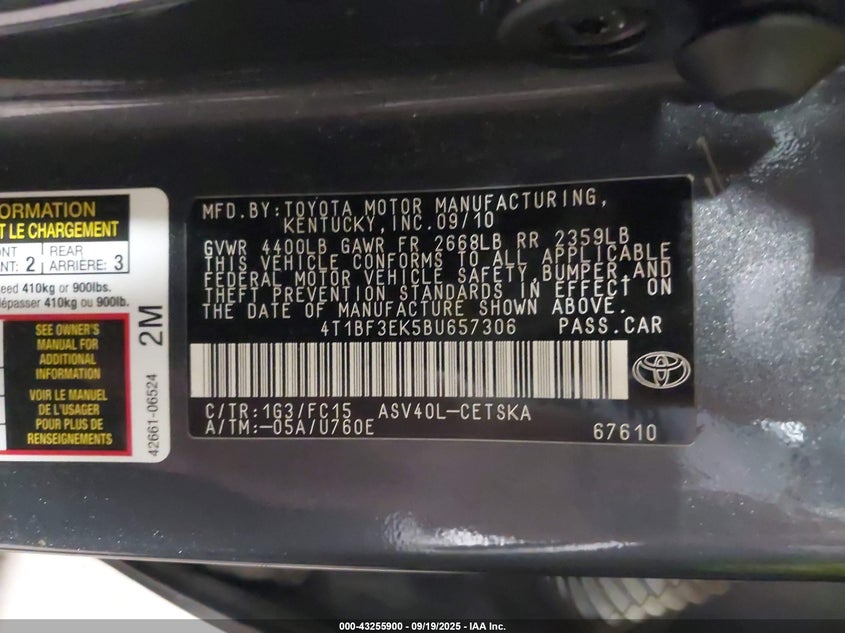 ORMATION
T LE CHARGEMENT
NT: 2 | REAR ARRIÈRE: 3
eed 410kg or 900lbs.
dépasser 410kg ou 900lb.
SEE OWNER'S
MANUAL FOR
ADDITIONAL
INFORMATION
VOIR LE MANUEL
DE L'USAGER
POUR PLUS DE
RENSEIGNEMENTS
2M
42661-06524
MFD.BY:TOYOTA MOTOR MANUFACTURING,
KENTUCKY,INC.09/10
GVWR 4400LB GAWR FR 2668LB RR 2359LB
THIS VEHICLE CONFORMS TO ALL APPLICABLE
FEDERAL MOTOR VEHICLE SAFETY,BUMPER,AND
THEFT PREVENTION STANDARDS IN EFFECT ON
THE DATE OF MANUFACTURE SHOWN ABOVE.
4T1BF3EK5BU657306 PASS.CAR
C/TR:1G3/FC15 ASV40L-CETSKA
A/TM:-05A/U760E 67610
000-43255900 - 09/19/2025 - IAA Inc.